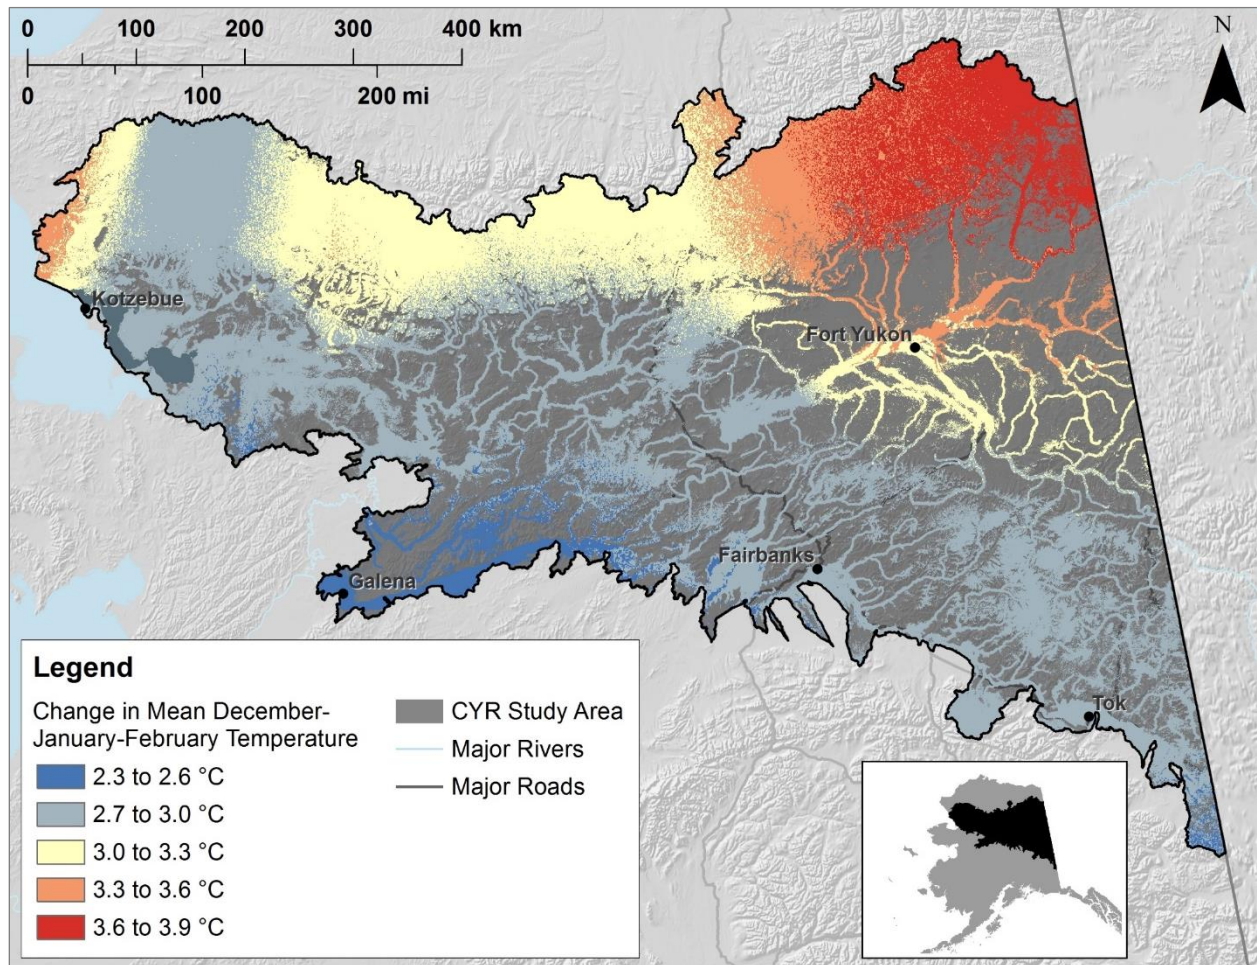 0 100 200 400 km
0 100 200 mi
N
Kotzebue
Fort Yukon
Fairbanks
Galena
Tok
Legend
Change in Mean December-
January-February Temperature
2.3 to 2.6 °C
2.7 to 3.0 °C
3.0 to 3.3 °C
3.3 to 3.6 °C
3.6 to 3.9 °C
CYR Study Area
Major Rivers
Major Roads